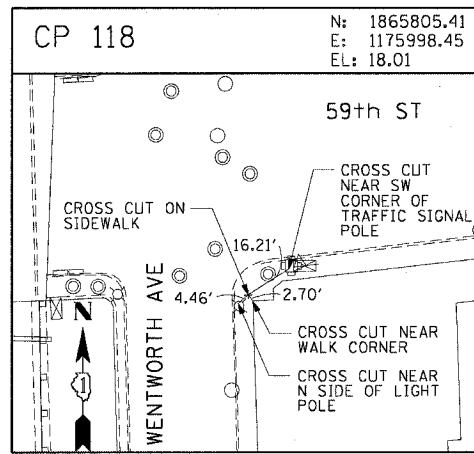 CP 118
N: 1865805.41
E: 1175998.45
EL: 18.01
59th ST
CROSS CUT
NEAR SW
CORNER OF
TRAFFIC SIGNAL
POLE
CROSS CUT ON
SIDEWALK
16.21'
4.46'
2.70'
CROSS CUT NEAR
WALK CORNER
CROSS CUT NEAR
N SIDE OF LIGHT
POLE
WENTWORTH AVE
N
1